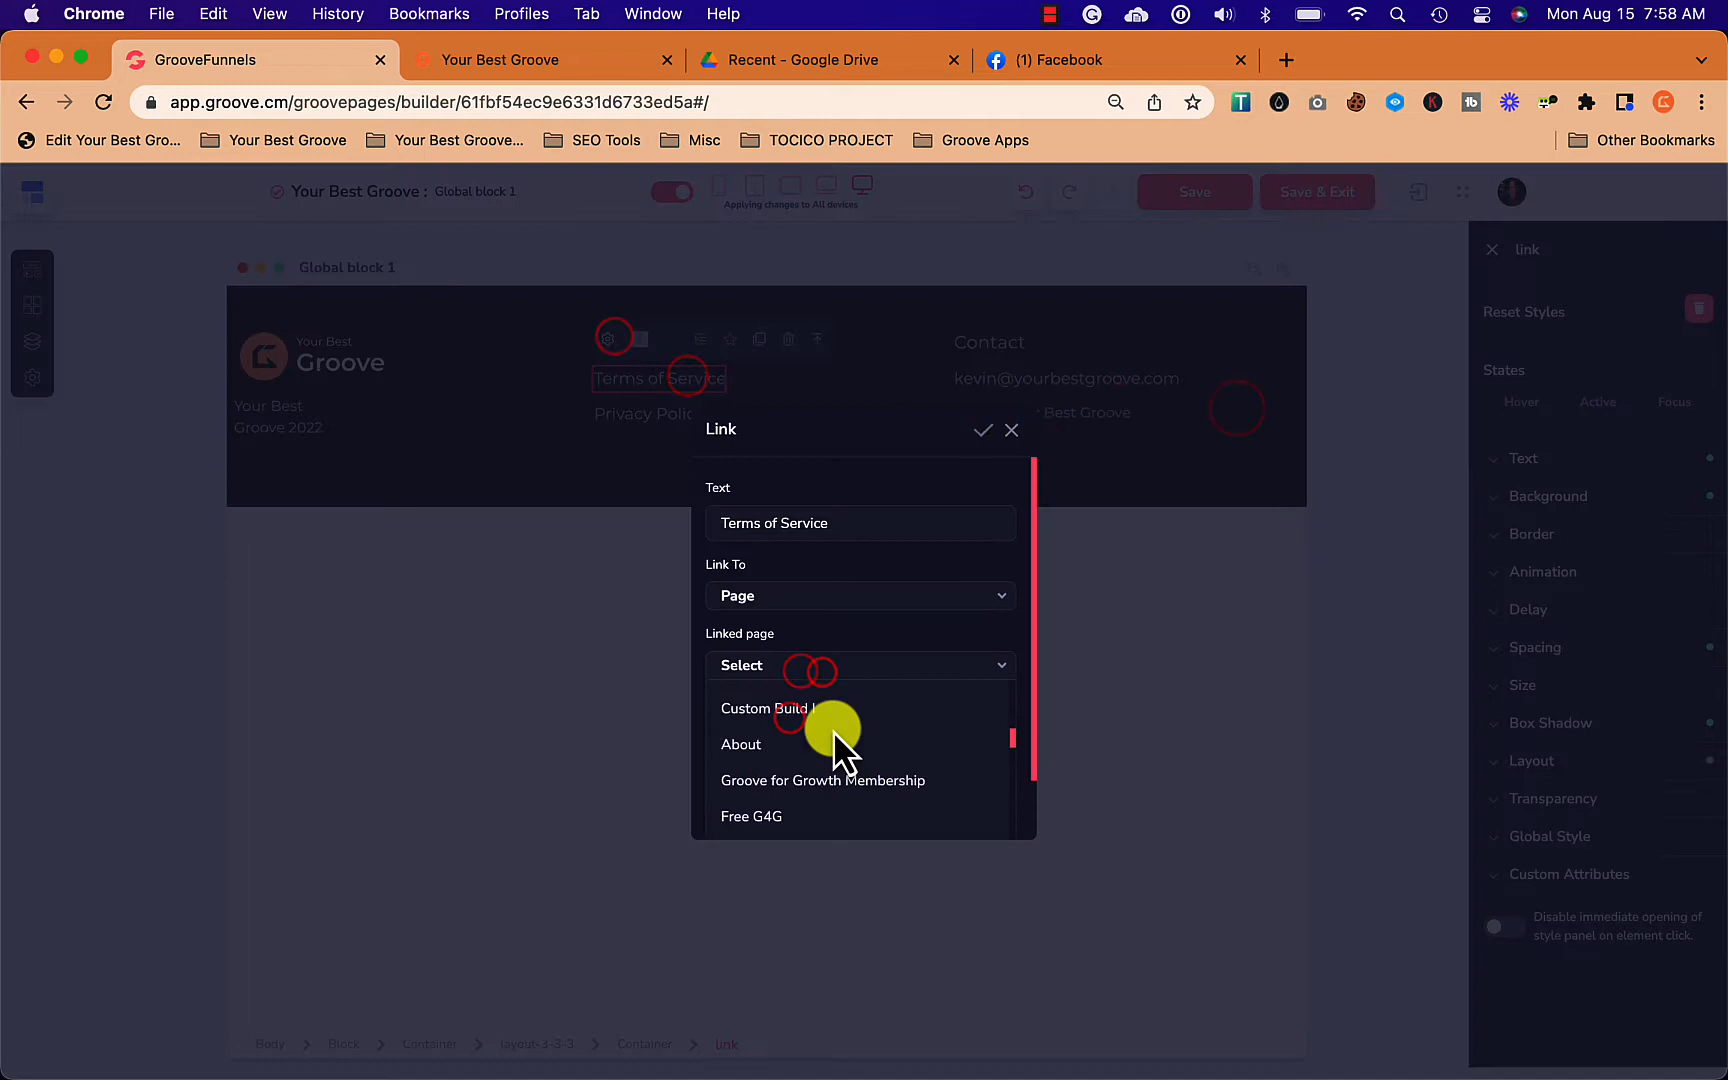 Chrome File Edit View History Bookmarks Profiles Tab Window Help Mon Aug 15 7:58 AM
GrooveFunnels Your Best Groove Recent - Google Drive (1) Facebook
app.groove.cm/groovepages/builder/61fbf54ec9e6331d6733ed5a#/
Edit Your Best Gro... Your Best Groove Your Best Groove... SEO Tools Misc TOCICO PROJECT Groove Apps Other Bookmarks
Your Best Groove : Global block 1
Applying changes to All devices
Save Save & Exit
Global block 1
link
Reset Styles
States
Hover Active Focus
Text
Background
Border
Animation
Delay
Spacing
Size
Box Shadow
Layout
Transparency
Global Style
Custom Attributes
Disable immediate opening of
style panel on element click.
Your Best
Groove
Your Best
Groove 2022
Terms of Service
Privacy Polic
Contact
kevin@yourbestgroove.com
Best Groove
Link
Text
Terms of Service
Link To
Page
Linked page
Select
Custom Build
About
Groove for Growth Membership
Free G4G
Body Block Container layout-3-3-3 Container link